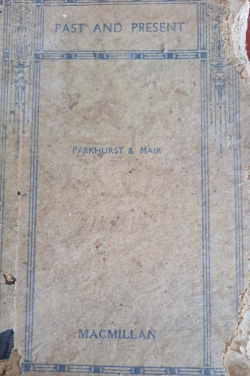 PAST AND PRESENT
PARKHURST & MAIR
MACMILLAN